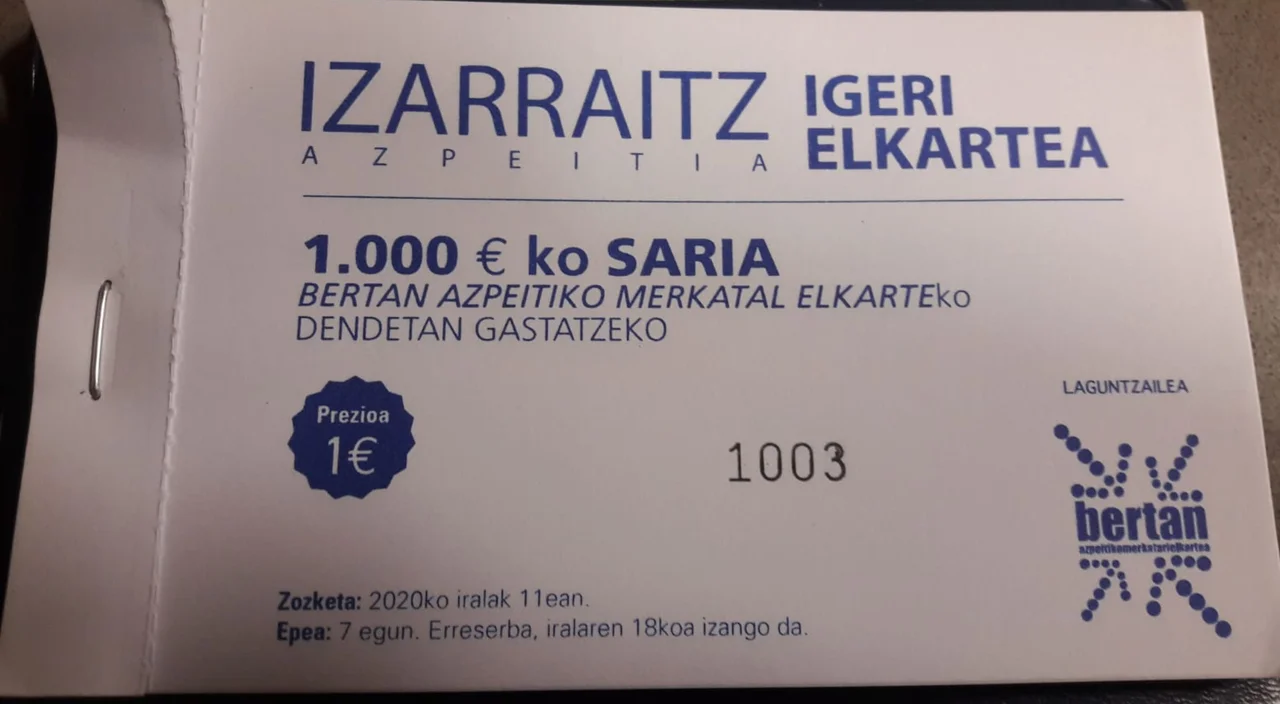 IZARRAITZ
AZPEITIA
IGERI
ELKARTEA
1.000 € ko SARIA
BERTAN AZPEITIKO MERKATAL ELKARTEko
DENDETAN GASTATZEKO
Prezioa
1€
1003
LAGUNTZAILEA
bertan
azpeitikomerkatarielkartea
Zozketa: 2020ko iralak 11ean.
Epea: 7 egun. Erreserba, iralaren 18koa izango da.